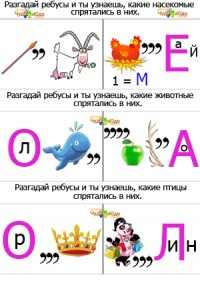 Разгадай ребусы и ты узнаешь, какие насекомые
спрятались в них.
,, ,,, Е а й
1 = М
Разгадай ребусы и ты узнаешь, какие животные
спрятались в них.
О л ,, ,,, о А
Разгадай ребусы и ты узнаешь, какие птицы
спрятались в них.
О р ,, ,,, Л и н